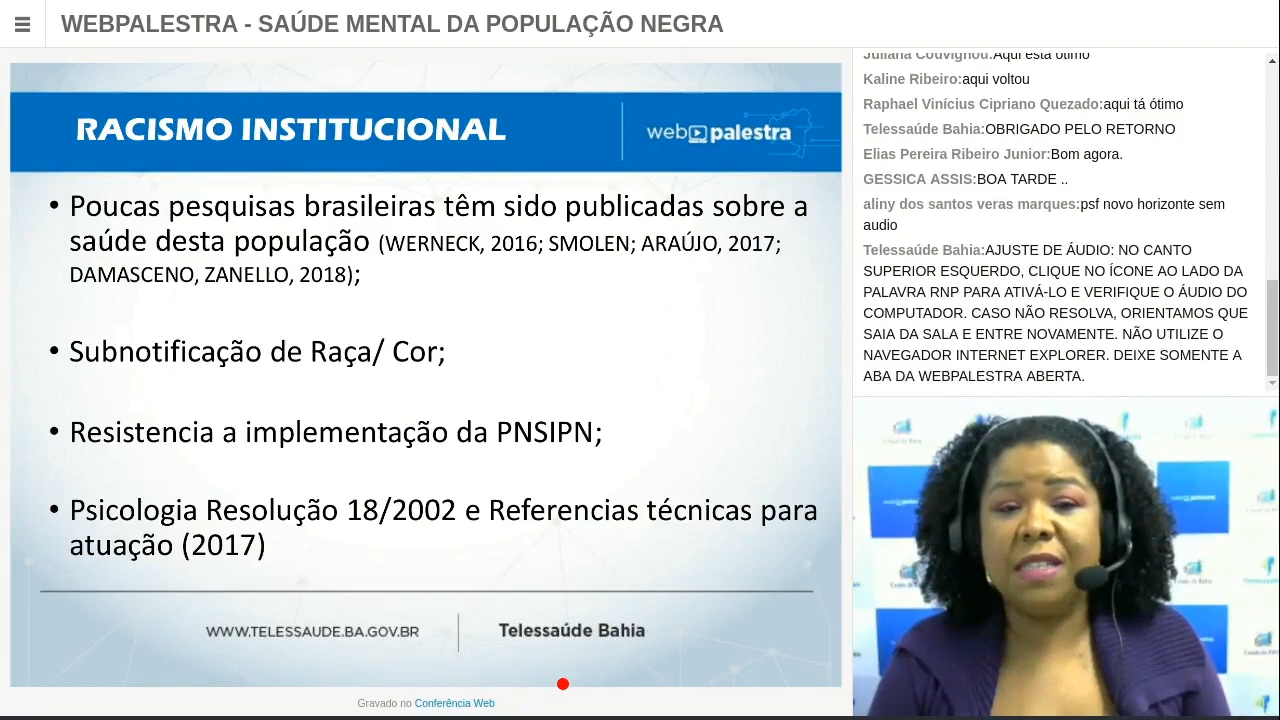 WEBPALESTRA - SAÚDE MENTAL DA POPULAÇÃO NEGRA
RACISMO INSTITUCIONAL
web palestra
• Poucas pesquisas brasileiras têm sido publicadas sobre a
saúde desta população (WERNECK, 2016; SMOLEN; ARAÚJO, 2017;
DAMASCENO, ZANELLO, 2018);
• Subnotificação de Raça/ Cor;
• Resistencia a implementação da PNSIPN;
• Psicologia Resolução 18/2002 e Referencias técnicas para
atuação (2017)
WWW.TELESSAUDE.BA.GOV.BR
Telessaúde Bahia
Gravado no Conferência Web
Juliana Couvignou:Aqui está ótimo
Kaline Ribeiro:aqui voltou
Raphael Vinícius Cipriano Quezado:aqui tá ótimo
Telessaúde Bahia:OBRIGADO PELO RETORNO
Elias Pereira Ribeiro Junior:Bom agora.
GESSICA ASSIS:BOA TARDE ..
aliny dos santos veras marques:psf novo horizonte sem
audio
Telessaúde Bahia:AJUSTE DE ÁUDIO: NO CANTO
SUPERIOR ESQUERDO, CLIQUE NO ÍCONE AO LADO DA
PALAVRA RNP PARA ATIVÁ-LO E VERIFIQUE O ÁUDIO DO
COMPUTADOR. CASO NÃO RESOLVA, ORIENTAMOS QUE
SAIA DA SALA E ENTRE NOVAMENTE. NÃO UTILIZE O
NAVEGADOR INTERNET EXPLORER. DEIXE SOMENTE A
ABA DA WEBPALESTRA ABERTA.